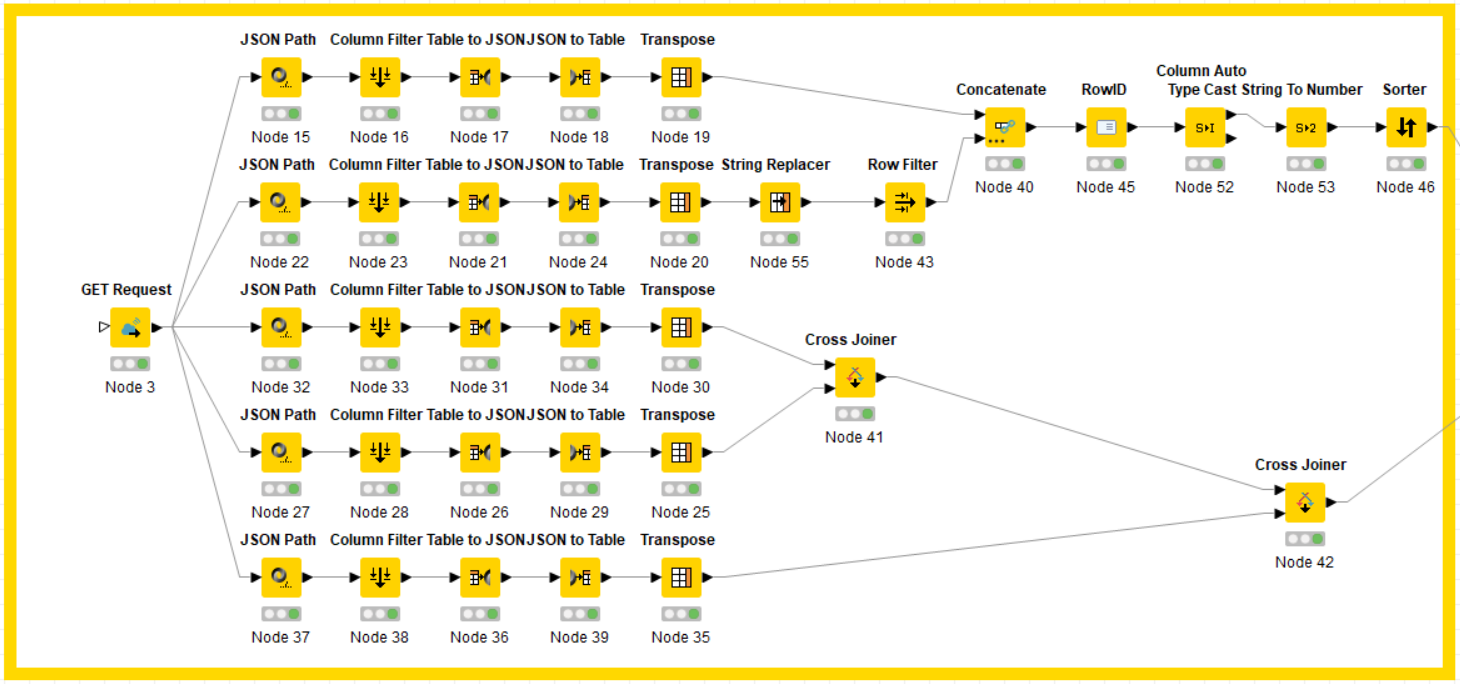 JSON Path Column Filter Table to JSON JSON to Table Transpose
Node 15 Node 16 Node 17 Node 18 Node 19
Column Auto
Concatenate RowID Type Cast String To Number Sorter
S▸I S▸2
Node 40 Node 45 Node 52 Node 53 Node 46
JSON Path Column Filter Table to JSON JSON to Table Transpose String Replacer Row Filter
Node 22 Node 23 Node 21 Node 24 Node 20 Node 55 Node 43
GET Request JSON Path Column Filter Table to JSON JSON to Table Transpose
Node 3 Node 32 Node 33 Node 31 Node 34 Node 30
Cross Joiner
Node 41
JSON Path Column Filter Table to JSON JSON to Table Transpose
Node 27 Node 28 Node 26 Node 29 Node 25
Cross Joiner
Node 42
JSON Path Column Filter Table to JSON JSON to Table Transpose
Node 37 Node 38 Node 36 Node 39 Node 35